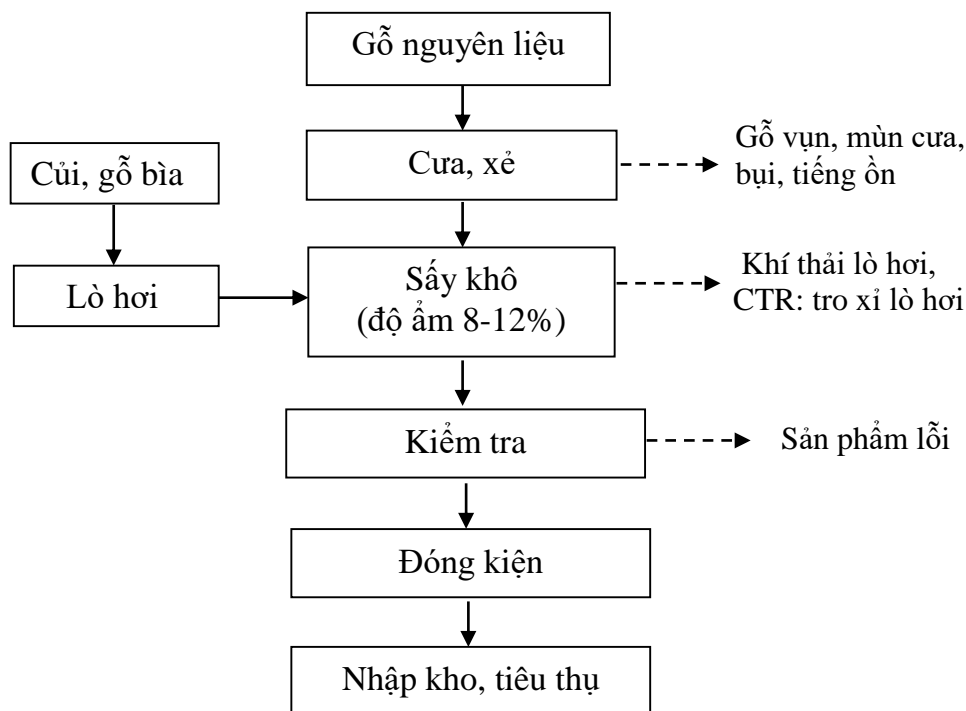 Gỗ nguyên liệu
Cưa, xẻ
Gỗ vụn, mùn cưa,
bụi, tiếng ồn
Củi, gỗ bìa
Lò hơi
Sấy khô
(độ ẩm 8-12%)
Khí thải lò hơi,
CTR: tro xỉ lò hơi
Kiểm tra
Sản phẩm lỗi
Đóng kiện
Nhập kho, tiêu thụ